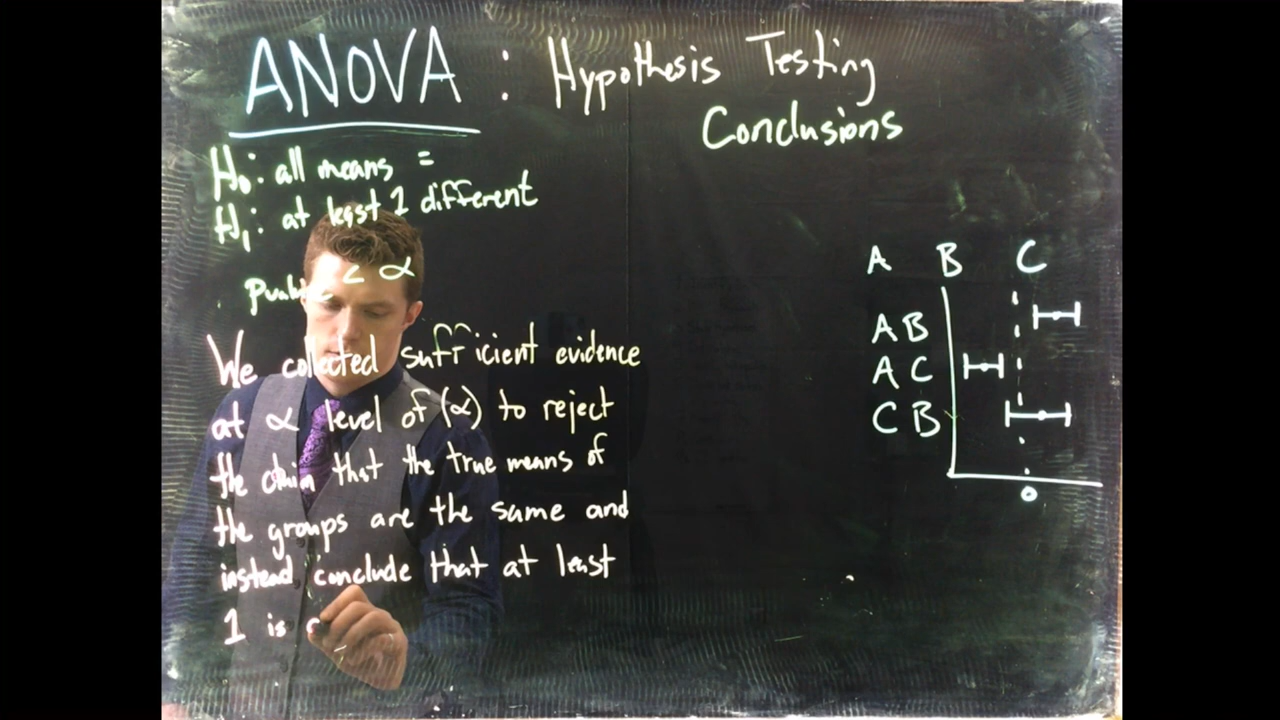 ANOVA : Hypothesis Testing
Conclusions
H₀: all means =
H₁: at least 1 different
pvalue < α
We collected sufficient evidence
at α level of (α) to reject
the claim that the true means of
the groups are the same and
instead conclude that at least
1 is
A B C
A B
A C
C B
0